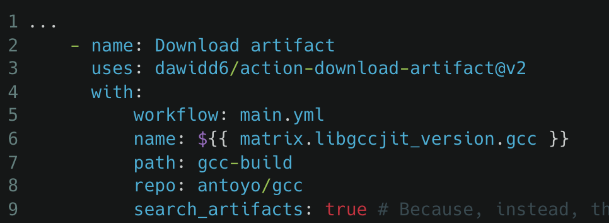 1 ...
2     - name: Download artifact
3       uses: dawidd6/action-download-artifact@v2
4       with:
5           workflow: main.yml
6           name: ${{ matrix.libgccjit_version.gcc }}
7           path: gcc-build
8           repo: antoyo/gcc
9           search_artifacts: true # Because, instead, th